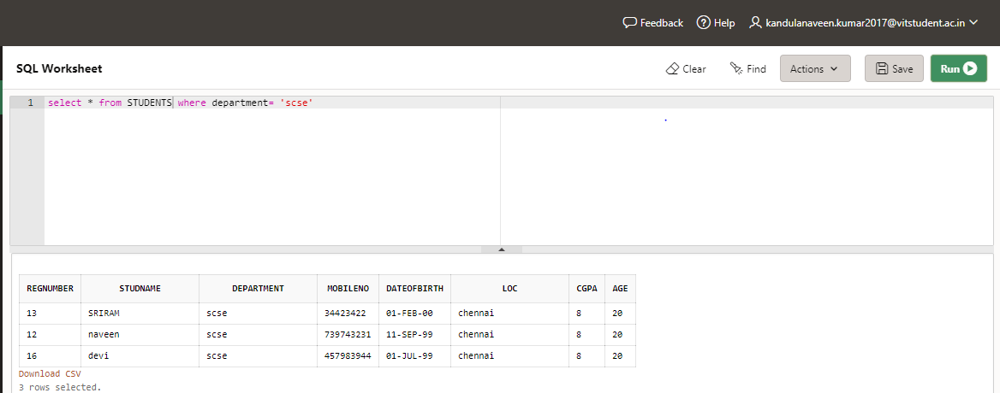 Feedback Help kandulanaveen.kumar2017@vitstudent.ac.in
SQL Worksheet Clear Find Actions Save Run
1 select * from STUDENTS where department= 'scse'
REGNUMBER STUDNAME DEPARTMENT MOBILENO DATEOFBIRTH LOC CGPA AGE
13 SRIRAM scse 34423422 01-FEB-00 chennai 8 20
12 naveen scse 739743231 11-SEP-99 chennai 8 20
16 devi scse 457983944 01-JUL-99 chennai 8 20
Download CSV
3 rows selected.